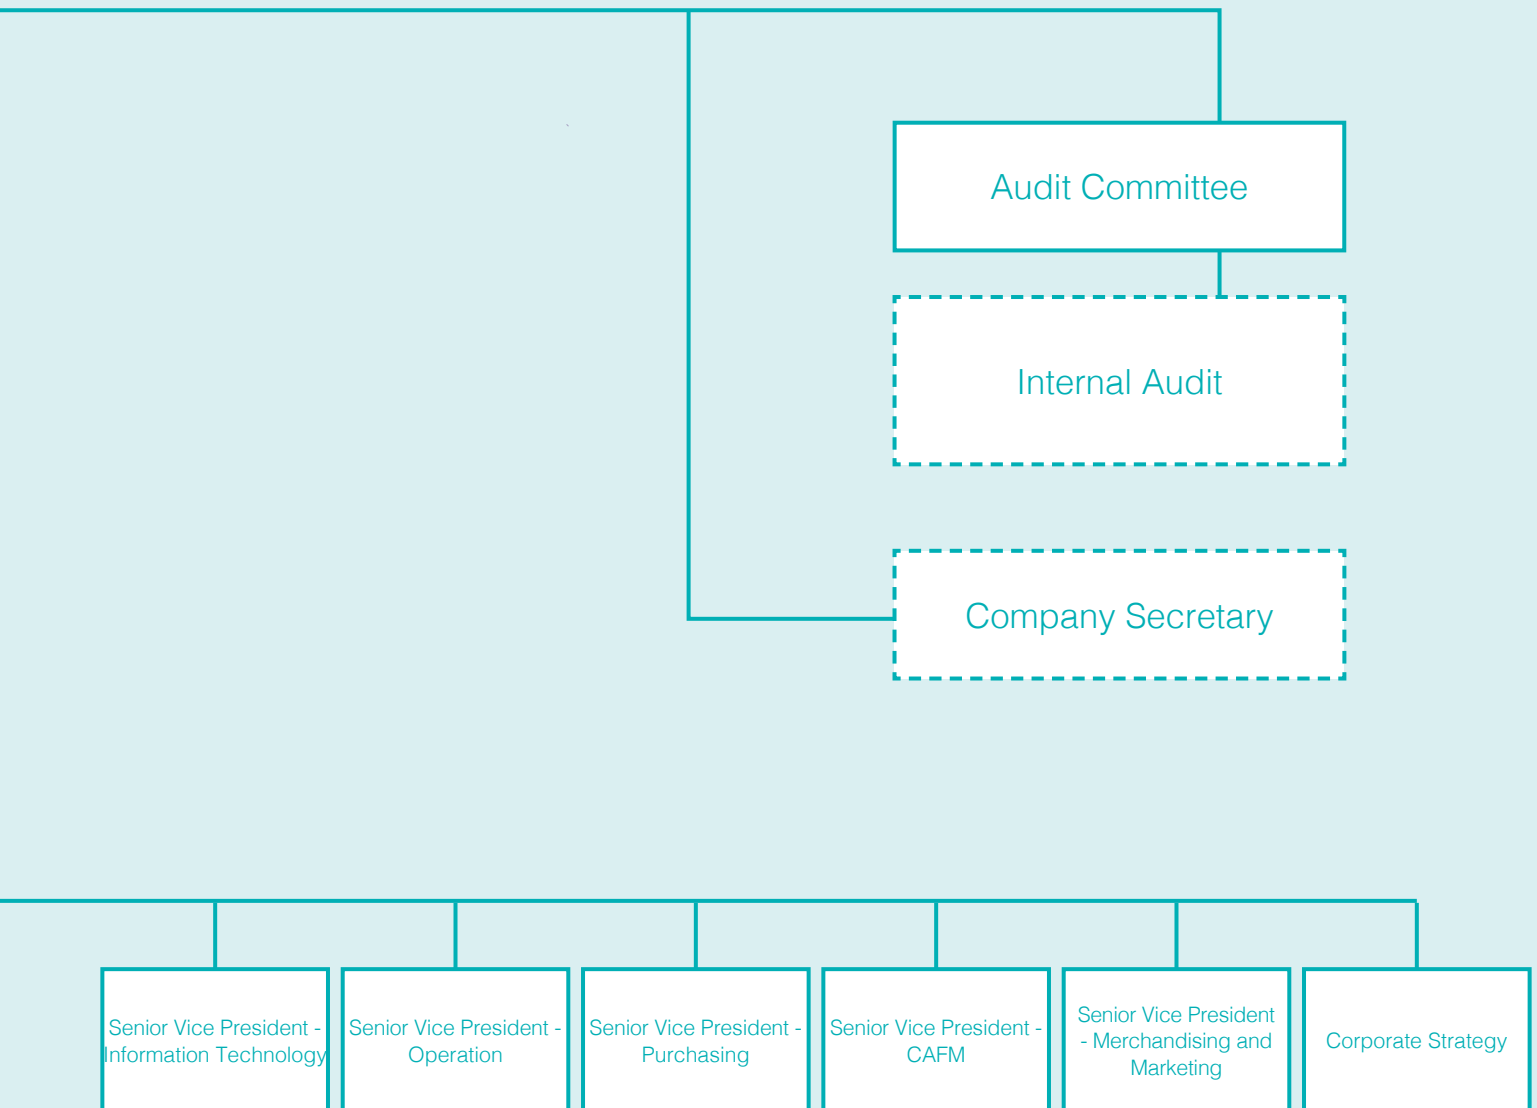 Audit Committee
Internal Audit
Company Secretary
Senior Vice President -
Information Technology
Senior Vice President -
Operation
Senior Vice President -
Purchasing
Senior Vice President -
CAFM
Senior Vice President
- Merchandising and
Marketing
Corporate Strategy